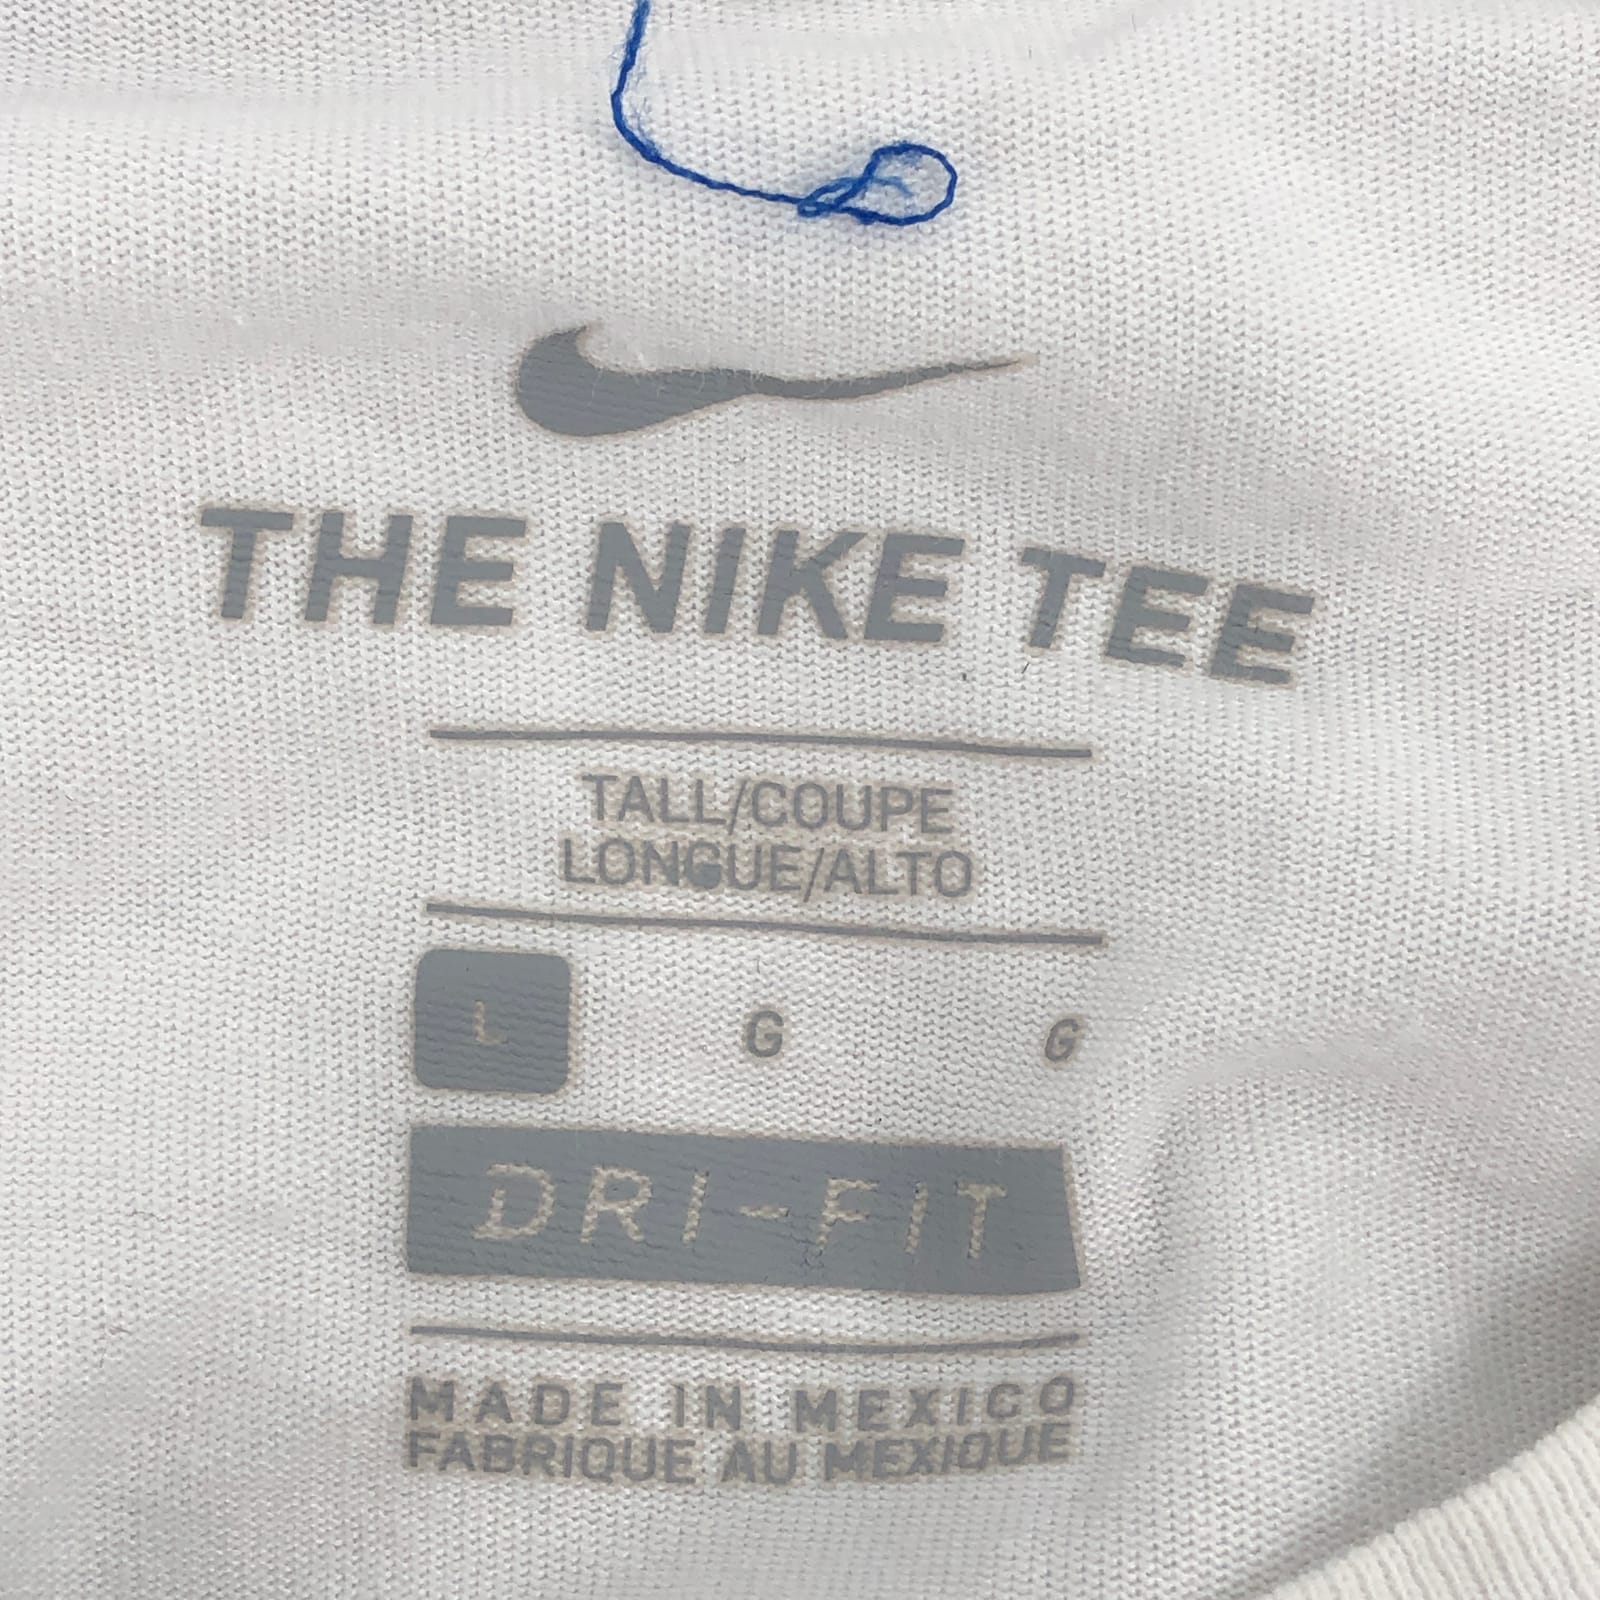 THE NIKE TEE
TALL/COUPE
LONGUE/ALTO
L G G
DRI-FIT
MADE IN MEXICO
FABRIQUE AU MEXIQUE